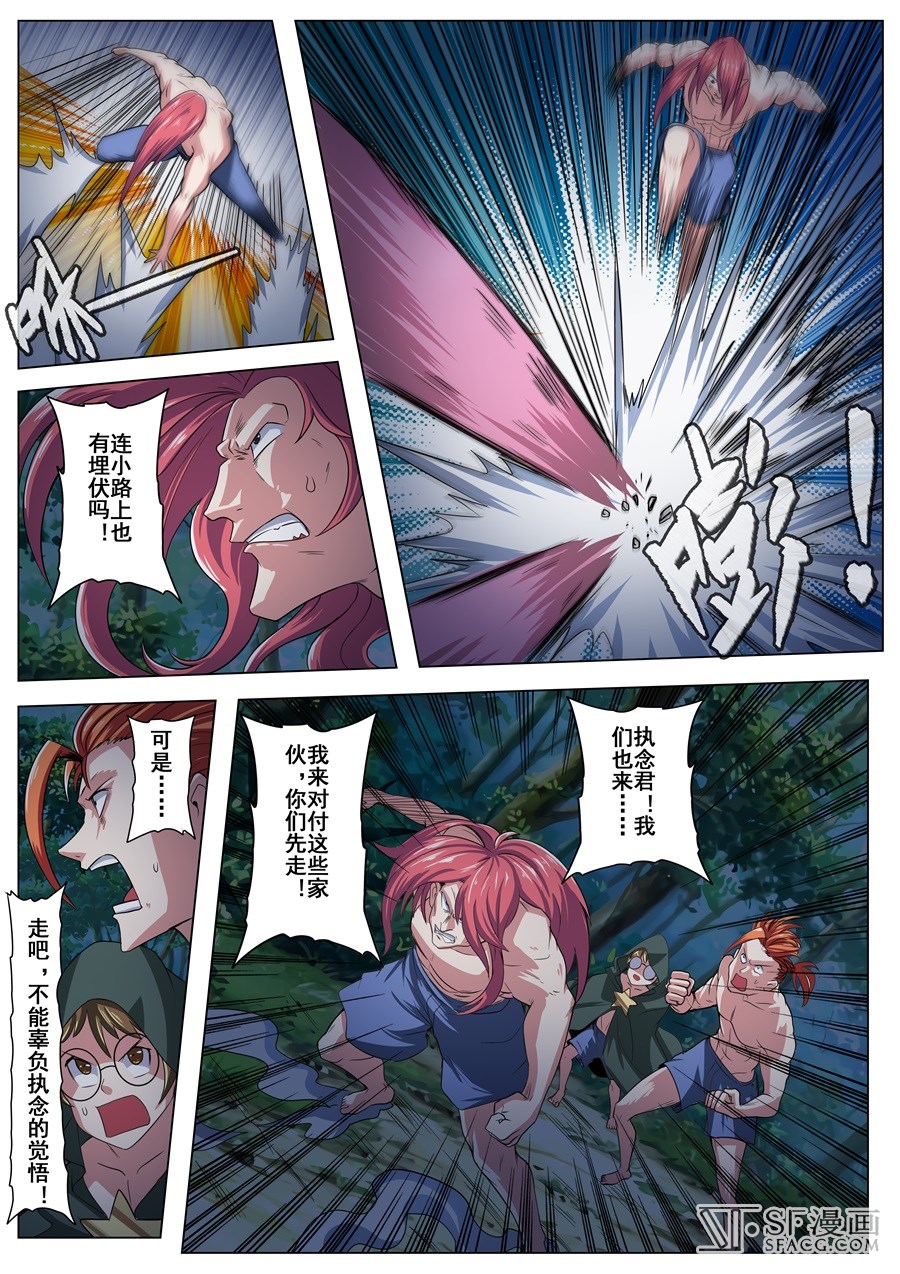 嘭！
喙
连小路上也
有埋伏吗！
执念君！我
们也来……
我来对付这些家
伙，你们先走！
可是……
走吧，不能辜负执念的觉悟！
SF漫画
SFACG.COM